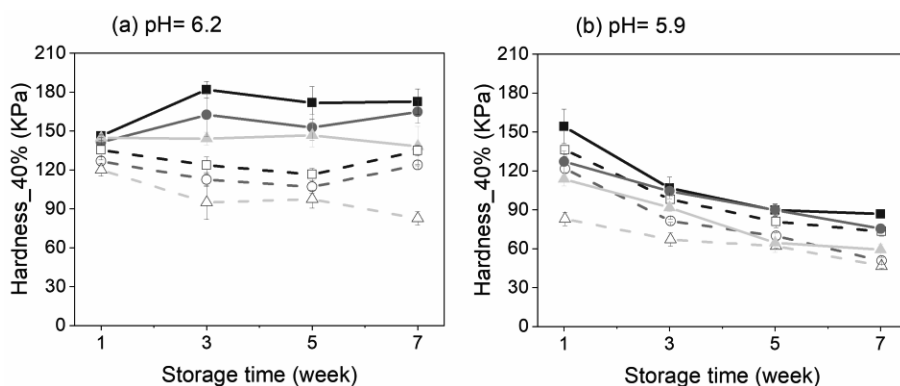 (a) pH= 6.2
Hardness_40% (KPa)
210
180
150
120
90
60
30
0
1 3 5 7
Storage time (week)
(b) pH= 5.9
Hardness_40% (KPa)
210
180
150
120
90
60
30
0
1 3 5 7
Storage time (week)